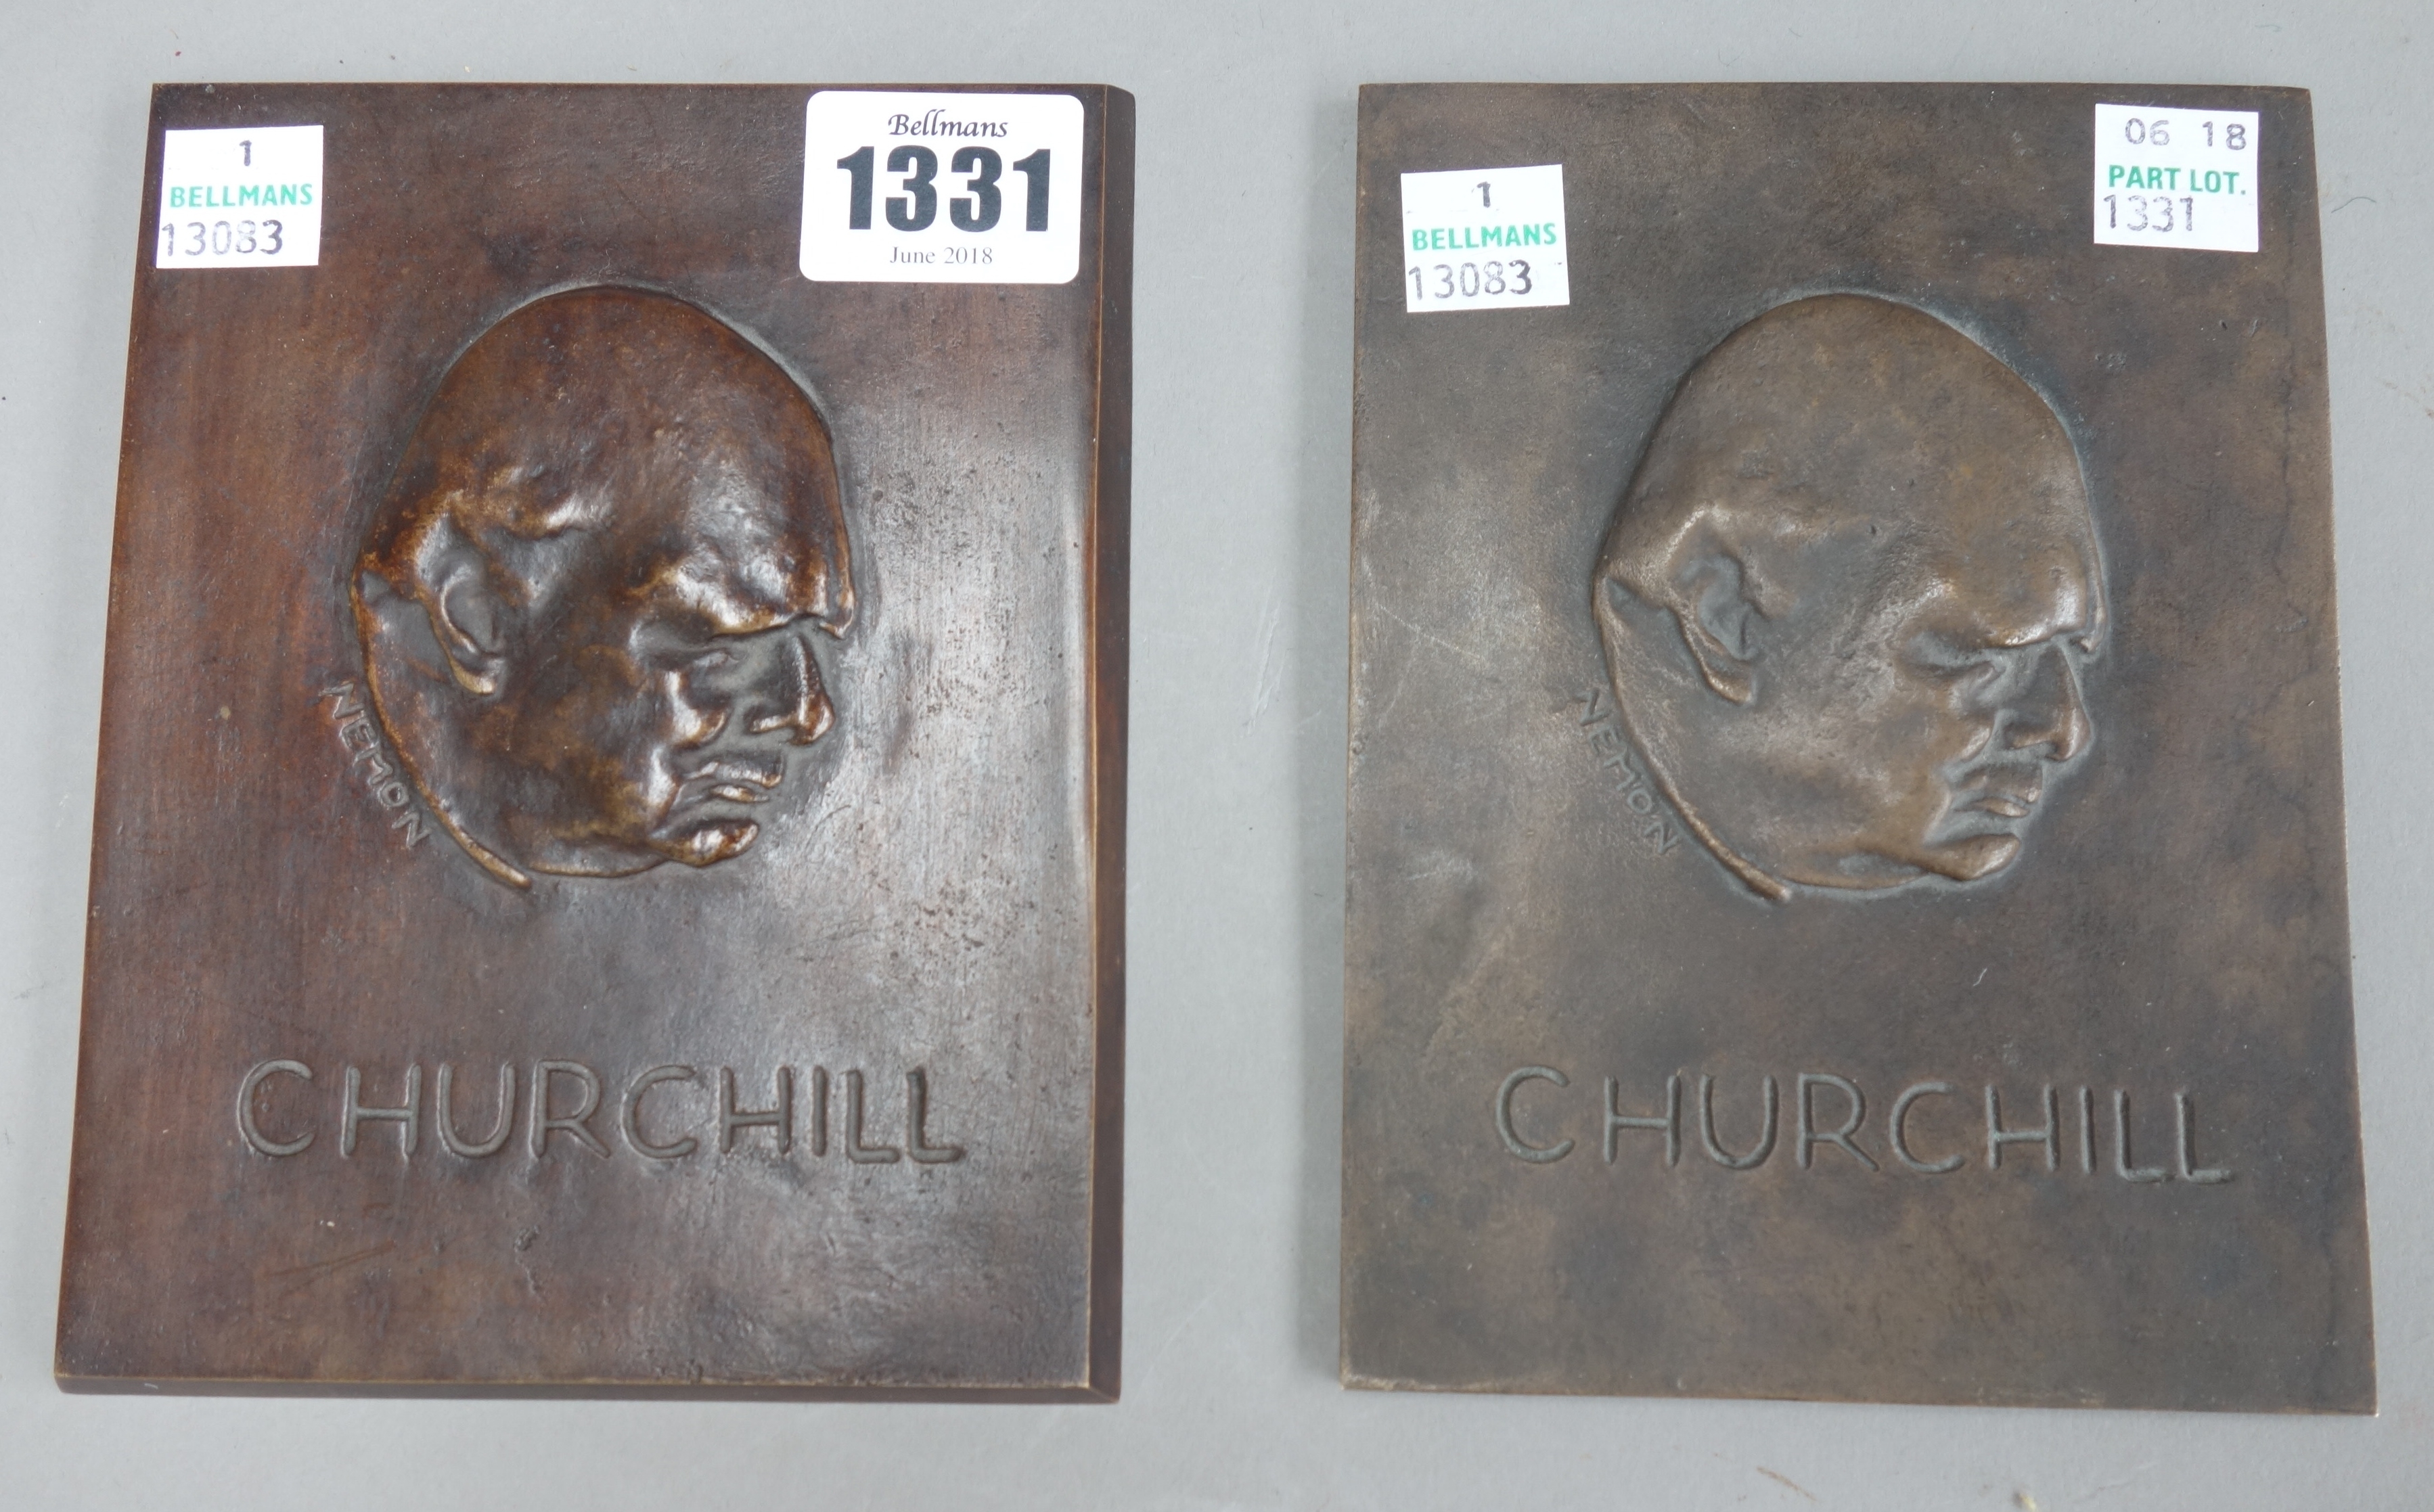 1
BELLMANS
13083
Bellmans
1331
June 2018
NEMON
CHURCHILL
1
BELLMANS
13083
06 18
PART LOT.
1331
NEMON
CHURCHILL